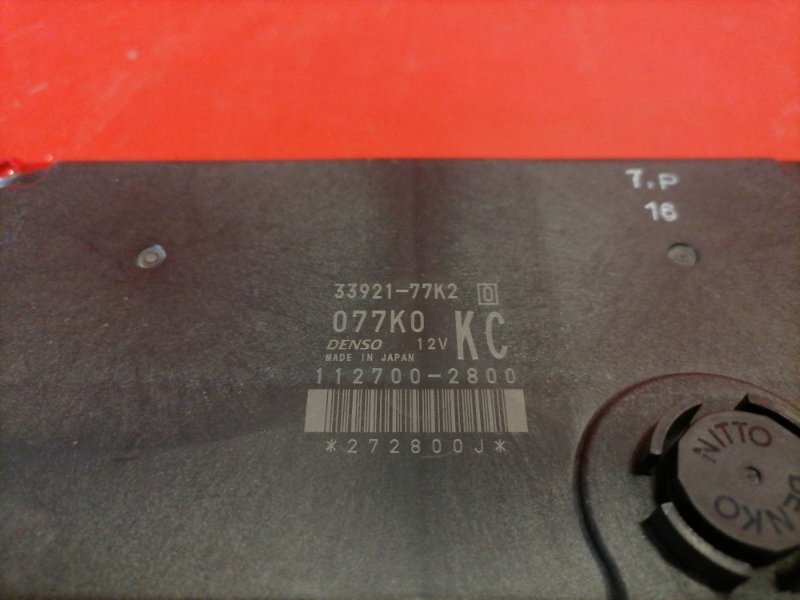 7.P
16
33921-77K2 0
077K0 KC
DENSO 12V
MADE IN JAPAN
112700-2800
*272800J*
NITTO
DENKO